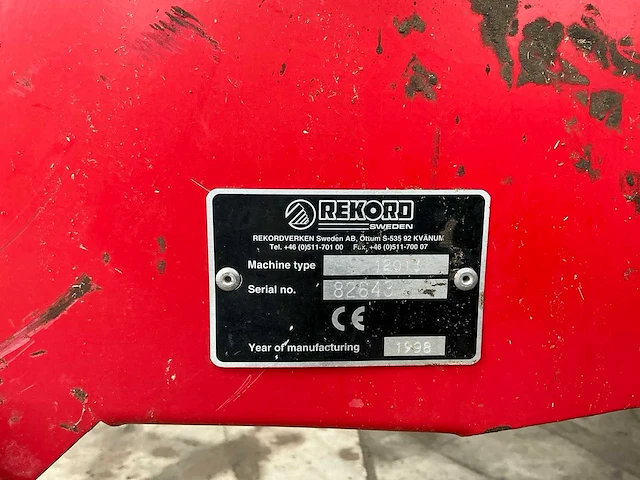 REKORD
SWEDEN
REKORDVERKEN Sweden AB, Öttum S-535 92 KVÄNUM
Tel. +46 (0)511-701 00 Fax, +46 (0)511-700 07
Machine type
Serial no. 82643
CE
Year of manufacturing 1998